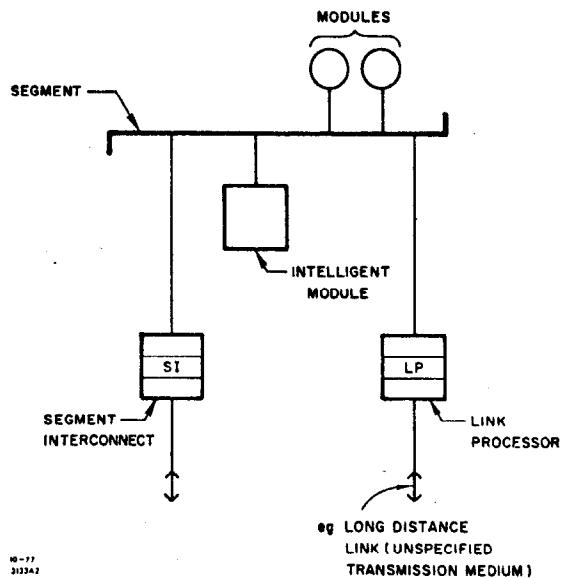 MODULES
SEGMENT
INTELLIGENT
MODULE
SI
LP
SEGMENT
INTERCONNECT
LINK
PROCESSOR
eg LONG DISTANCE
LINK (UNSPECIFIED
TRANSMISSION MEDIUM)
10-77
3133A2